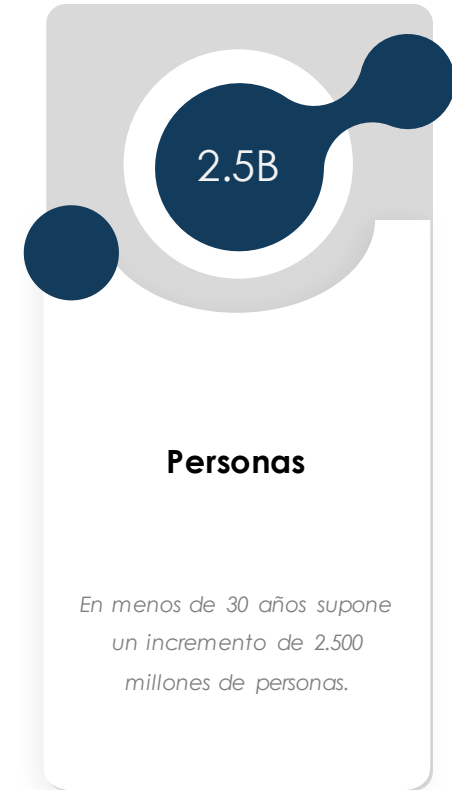 2.5B
Personas
En menos de 30 años supone
un incremento de 2.500
millones de personas.